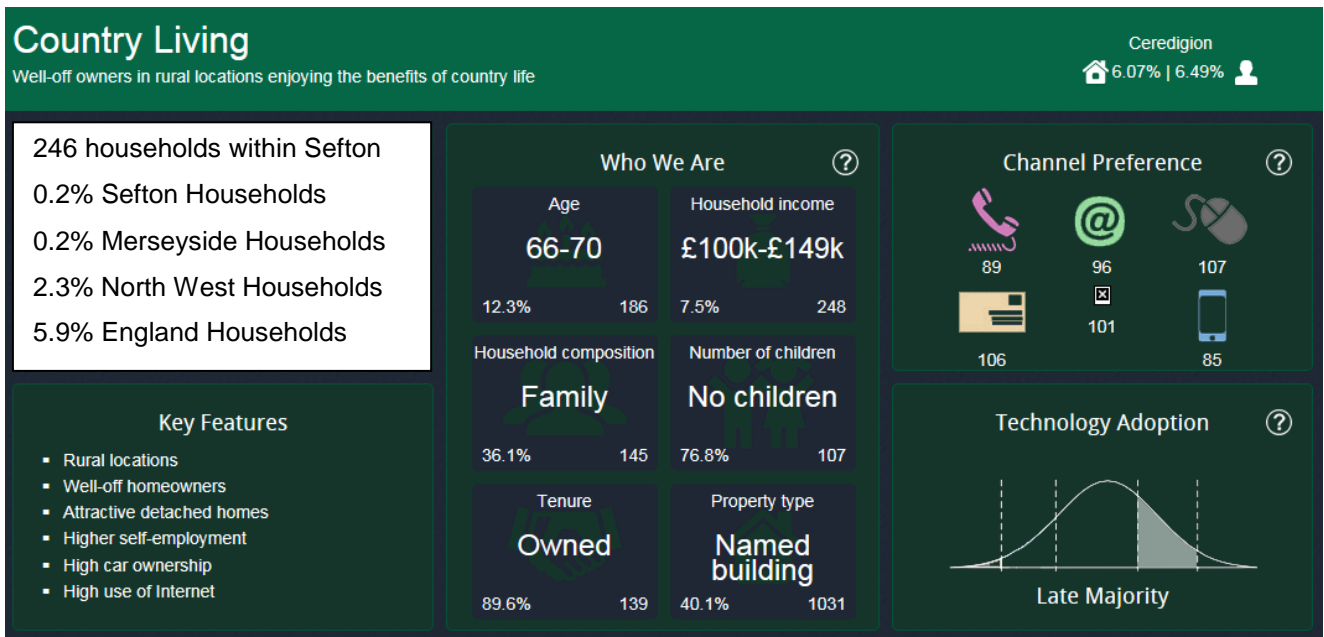 Country Living
Well-off owners in rural locations enjoying the benefits of country life
Ceredigion
6.07% | 6.49%
246 households within Sefton
0.2% Sefton Households
0.2% Merseyside Households
2.3% North West Households
5.9% England Households
Key Features
▪ Rural locations
▪ Well-off homeowners
▪ Attractive detached homes
▪ Higher self-employment
▪ High car ownership
▪ High use of Internet
Who We Are ?
Age
66-70
12.3% 186
Household income
£100k-£149k
7.5% 248
Household composition
Family
36.1% 145
Number of children
No children
76.8% 107
Tenure
Owned
89.6% 139
Property type
Named
building
40.1% 1031
Channel Preference ?
@
89 96 107
101
106 85
Technology Adoption ?
Late Majority